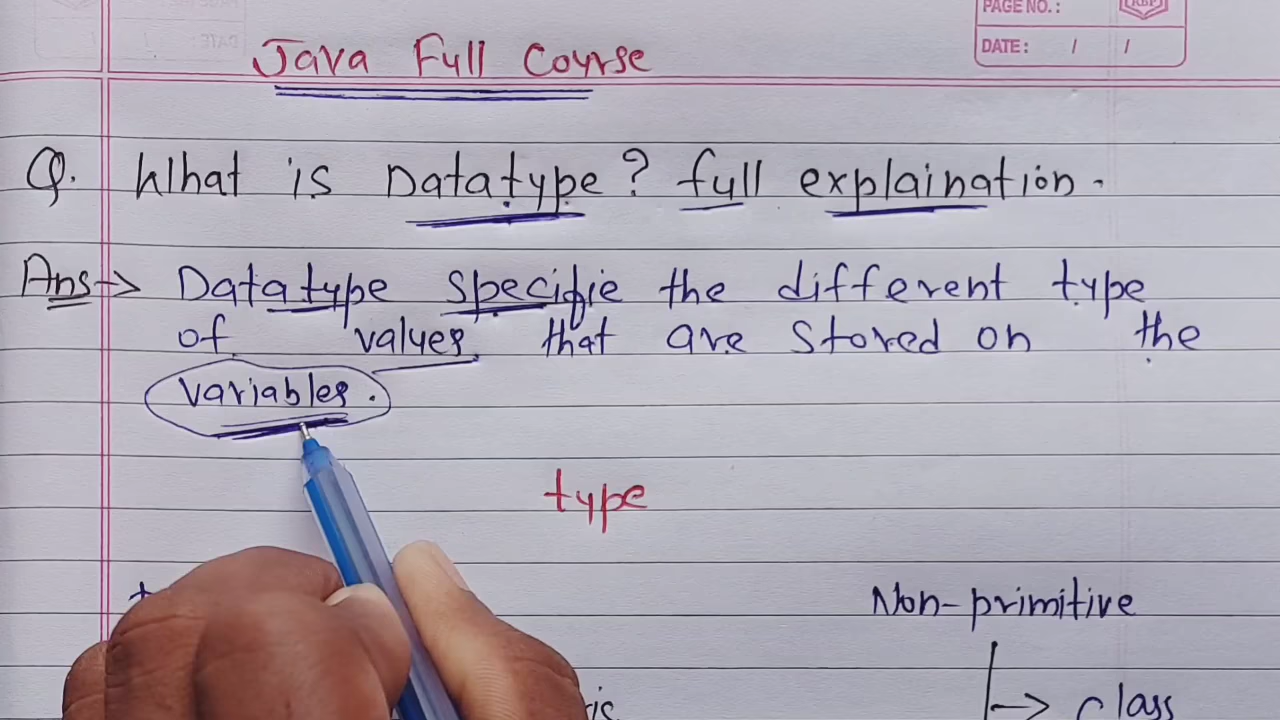 PAGE NO.:
DATE: / /
Java Full Course
Q. What is Datatype? full explaination.
Ans→ Datatype specifie the different type
of values that are stored on the
variables.
type
Non-primitive
→ class